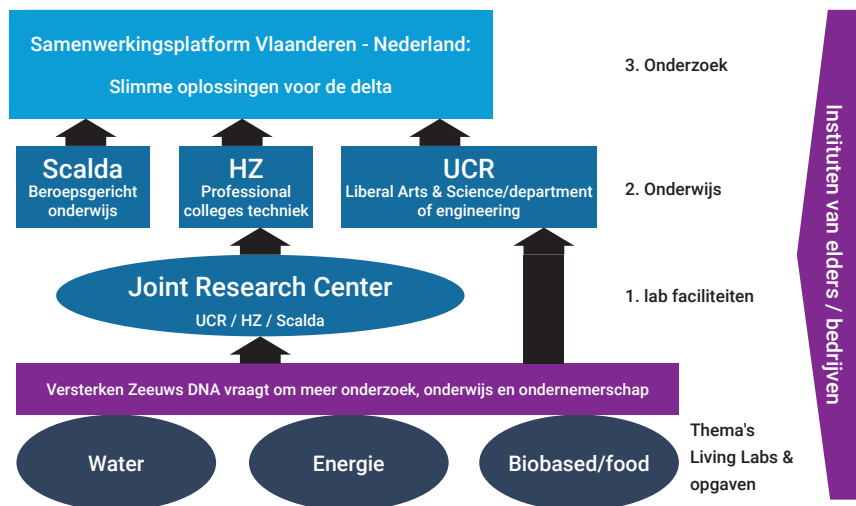 Samenwerkingsplatform Vlaanderen - Nederland:
Slimme oplossingen voor de delta
3. Onderzoek
Scalda
Beroepsgericht
onderwijs
HZ
Professional
colleges techniek
UCR
Liberal Arts & Science/department
of engineering
2. Onderwijs
Joint Research Center
UCR / HZ / Scalda
1. lab faciliteiten
Versterken Zeeuws DNA vraagt om meer onderzoek, onderwijs en ondernemerschap
Water
Energie
Biobased/food
Thema's
Living Labs &
opgaven
Instituten van elders / bedrijven